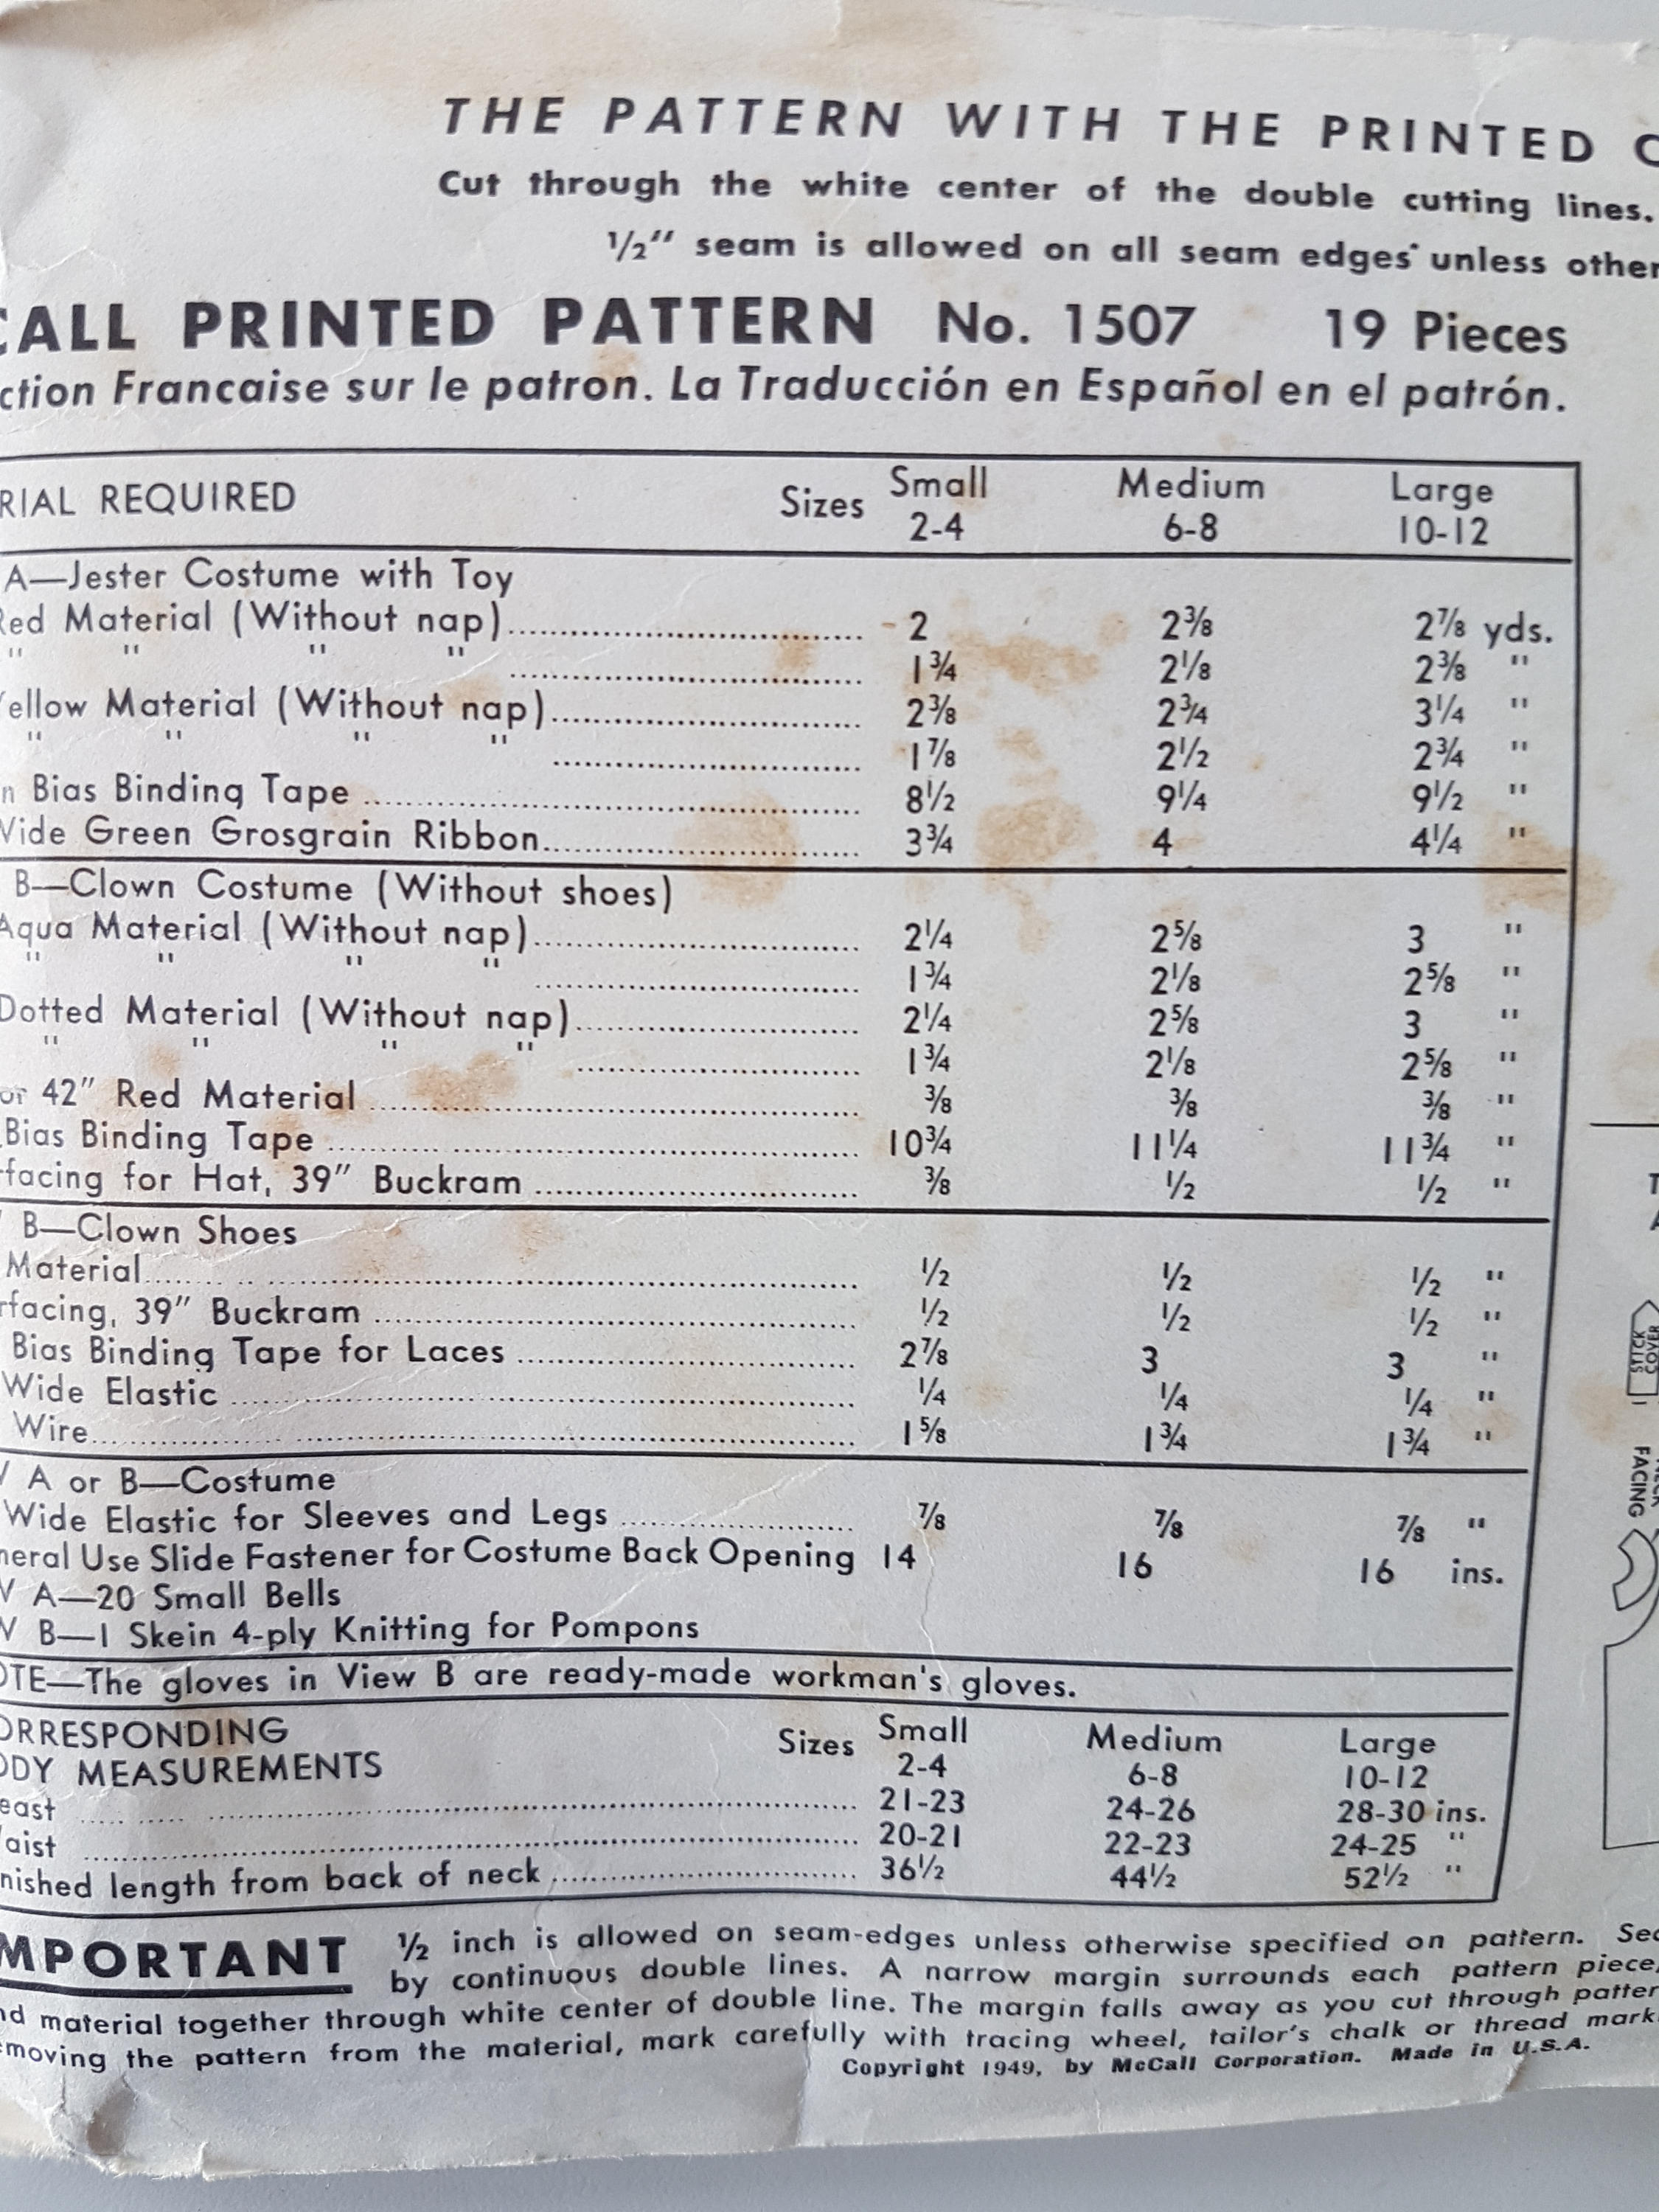 THE PATTERN WITH THE PRINTED
Cut through the white center of the double cutting lines.
½" seam is allowed on all seam edges unless other
CALL PRINTED PATTERN No. 1507 19 Pieces
ction Francaise sur le patron. La Traducción en Español en el patrón.
RIAL REQUIRED Sizes Small 2-4 Medium 6-8 Large 10-12
A—Jester Costume with Toy
Red Material (Without nap) 2 2⅜ 2⅞ yds.
" " " " 1¾ 2⅛ 2⅜ "
Yellow Material (Without nap) 2⅜ 2¾ 3¼ "
" " " " 1⅞ 2½ 2¾ "
n Bias Binding Tape 8½ 9¼ 9½ "
Wide Green Grosgrain Ribbon 3¾ 4 4¼ "
B—Clown Costume (Without shoes)
Aqua Material (Without nap) 2¼ 2⅝ 3 "
" " " " 1¾ 2⅛ 2⅝ "
Dotted Material (Without nap) 2¼ 2⅝ 3 "
" " " " 1¾ 2⅛ 2⅝ "
or 42" Red Material ⅜ ⅜ ⅜ "
Bias Binding Tape 10¾ 11¼ 11¾ "
rfacing for Hat, 39" Buckram ⅜ ½ ½ "
B—Clown Shoes
Material ½ ½ ½ "
rfacing, 39" Buckram ½ ½ ½ "
Bias Binding Tape for Laces 2⅞ 3 3 "
Wide Elastic ¼ ¼ ¼ "
Wire 1⅝ 1¾ 1¾ "
A or B—Costume
Wide Elastic for Sleeves and Legs ⅞ ⅞ ⅞ "
neral Use Slide Fastener for Costume Back Opening 14 16 16 ins.
A—20 Small Bells
B—1 Skein 4-ply Knitting for Pompons
OTE—The gloves in View B are ready-made workman's gloves.
ORRESPONDING
ODY MEASUREMENTS Sizes Small 2-4 Medium 6-8 Large 10-12
east 21-23 24-26 28-30 ins.
aist 20-21 22-23 24-25 "
nished length from back of neck 36½ 44½ 52½ "
MPORTANT ½ inch is allowed on seam-edges unless otherwise specified on pattern. Sea
by continuous double lines. A narrow margin surrounds each pattern piece,
nd material together through white center of double line. The margin falls away as you cut through patter
moving the pattern from the material, mark carefully with tracing wheel, tailor's chalk or thread mark
Copyright 1949, by McCall Corporation. Made in U.S.A.
STICK
COVER
FACING